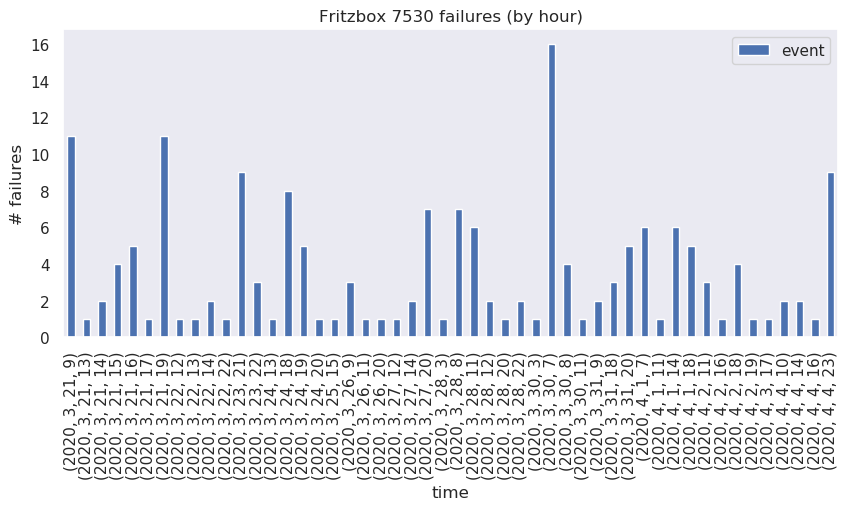 Fritzbox 7530 failures (by hour)
event
# failures
16
14
12
10
8
6
4
2
0
(2020, 3, 21, 9)
(2020, 3, 21, 13)
(2020, 3, 21, 14)
(2020, 3, 21, 15)
(2020, 3, 21, 16)
(2020, 3, 21, 17)
(2020, 3, 21, 19)
(2020, 3, 22, 12)
(2020, 3, 22, 13)
(2020, 3, 22, 14)
(2020, 3, 22, 22)
(2020, 3, 23, 21)
(2020, 3, 23, 22)
(2020, 3, 24, 13)
(2020, 3, 24, 18)
(2020, 3, 24, 19)
(2020, 3, 24, 20)
(2020, 3, 25, 15)
(2020, 3, 26, 9)
(2020, 3, 26, 11)
(2020, 3, 26, 20)
(2020, 3, 27, 12)
(2020, 3, 27, 14)
(2020, 3, 27, 20)
(2020, 3, 28, 3)
(2020, 3, 28, 8)
(2020, 3, 28, 11)
(2020, 3, 28, 12)
(2020, 3, 28, 20)
(2020, 3, 28, 22)
(2020, 3, 30, 3)
(2020, 3, 30, 7)
(2020, 3, 30, 8)
(2020, 3, 30, 11)
(2020, 3, 31, 9)
(2020, 3, 31, 18)
(2020, 3, 31, 20)
(2020, 4, 1, 7)
(2020, 4, 1, 11)
(2020, 4, 1, 14)
(2020, 4, 1, 18)
(2020, 4, 2, 11)
(2020, 4, 2, 16)
(2020, 4, 2, 18)
(2020, 4, 2, 19)
(2020, 4, 3, 17)
(2020, 4, 4, 10)
(2020, 4, 4, 14)
(2020, 4, 4, 16)
(2020, 4, 4, 23)
time